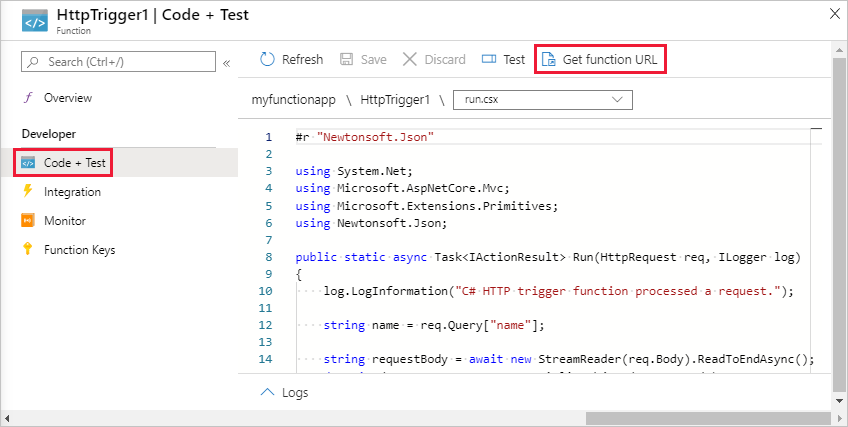 HttpTrigger1 | Code + Test
Function
Search (Ctrl+/)
«
Overview
Developer
Code + Test
Integration
Monitor
Function Keys
Refresh
Save
Discard
Test
Get function URL
myfunctionapp \ HttpTrigger1 \ run.csx
1 #r "Newtonsoft.Json"
2
3 using System.Net;
4 using Microsoft.AspNetCore.Mvc;
5 using Microsoft.Extensions.Primitives;
6 using Newtonsoft.Json;
7
8 public static async Task<IActionResult> Run(HttpRequest req, ILogger log)
9 {
10 log.LogInformation("C# HTTP trigger function processed a request.");
11
12 string name = req.Query["name"];
13
14 string requestBody = await new StreamReader(req.Body).ReadToEndAsync();
Logs